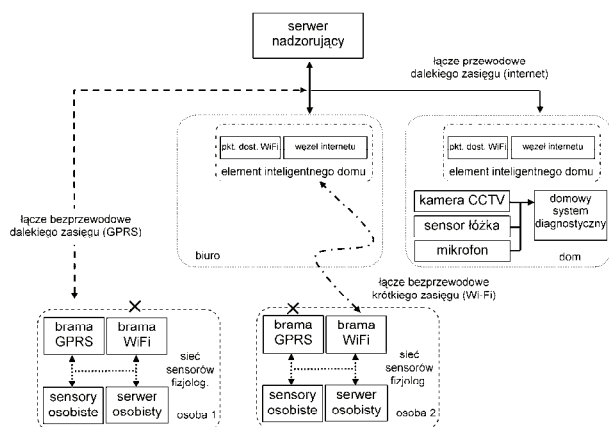 serwer
nadzorujący
łącze przewodowe
dalekiego zasięgu (internet)
pkt. dost. WiFi
węzeł internetu
element inteligentnego domu
biuro
pkt. dost. WiFi
węzeł internetu
element inteligentnego domu
kamera CCTV
sensor łóżka
mikrofon
domowy
system
diagnostyczny
dom
łącze bezprzewodowe
dalekiego zasięgu (GPRS)
łącze bezprzewodowe
krótkiego zasięgu (Wi-Fi)
brama
GPRS
brama
WiFi
sieć
sensorów
fizjolog.
sensory
osobiste
serwer
osobisty
osoba 1
brama
GPRS
brama
WiFi
sieć
sensorów
fizjolog
sensory
osobiste
serwer
osobisty
osoba 2